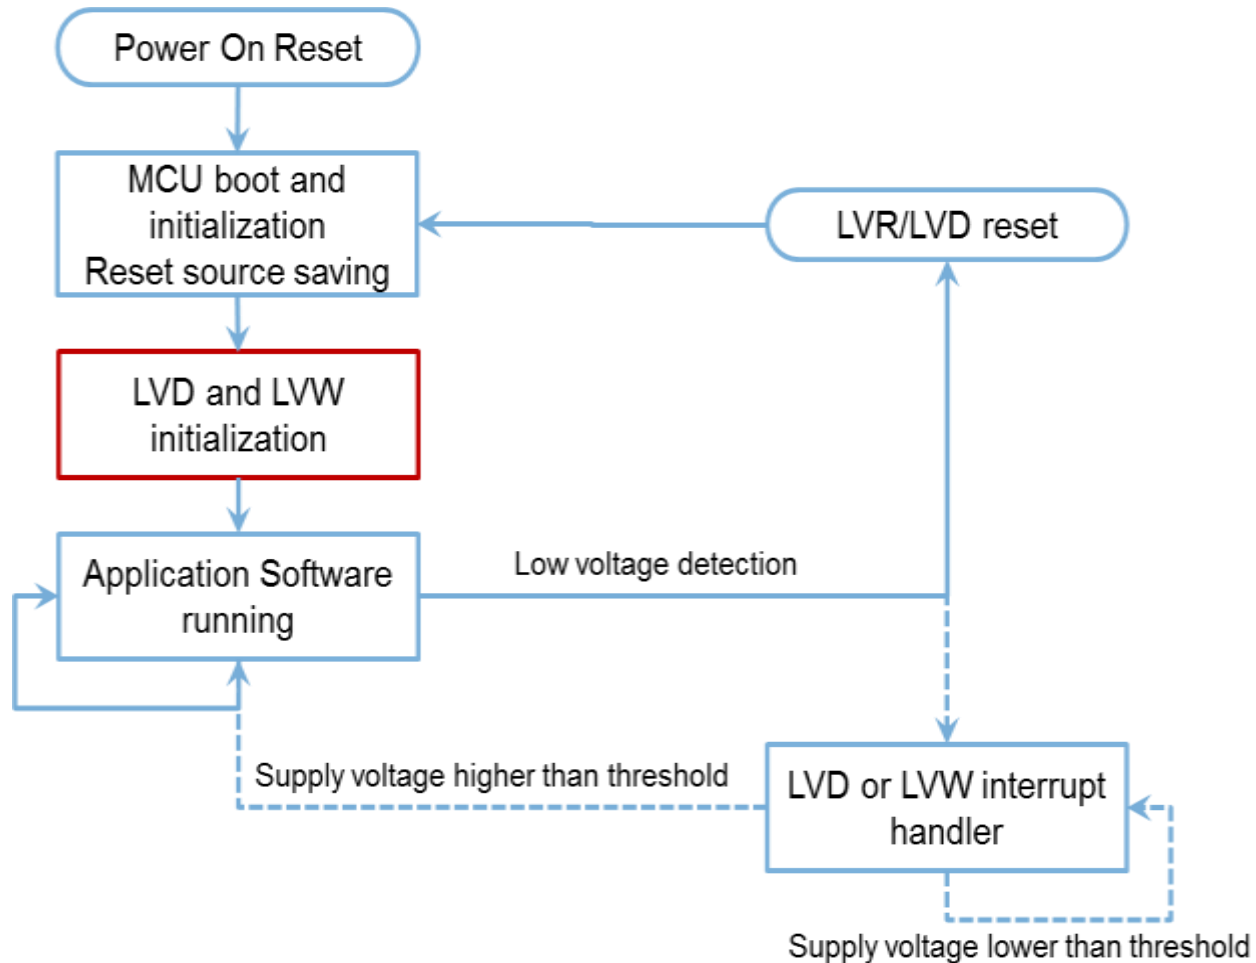 Power On Reset
MCU boot and
initialization
Reset source saving
LVR/LVD reset
LVD and LVW
initialization
Application Software
running
Low voltage detection
Supply voltage higher than threshold
LVD or LVW interrupt
handler
Supply voltage lower than threshold